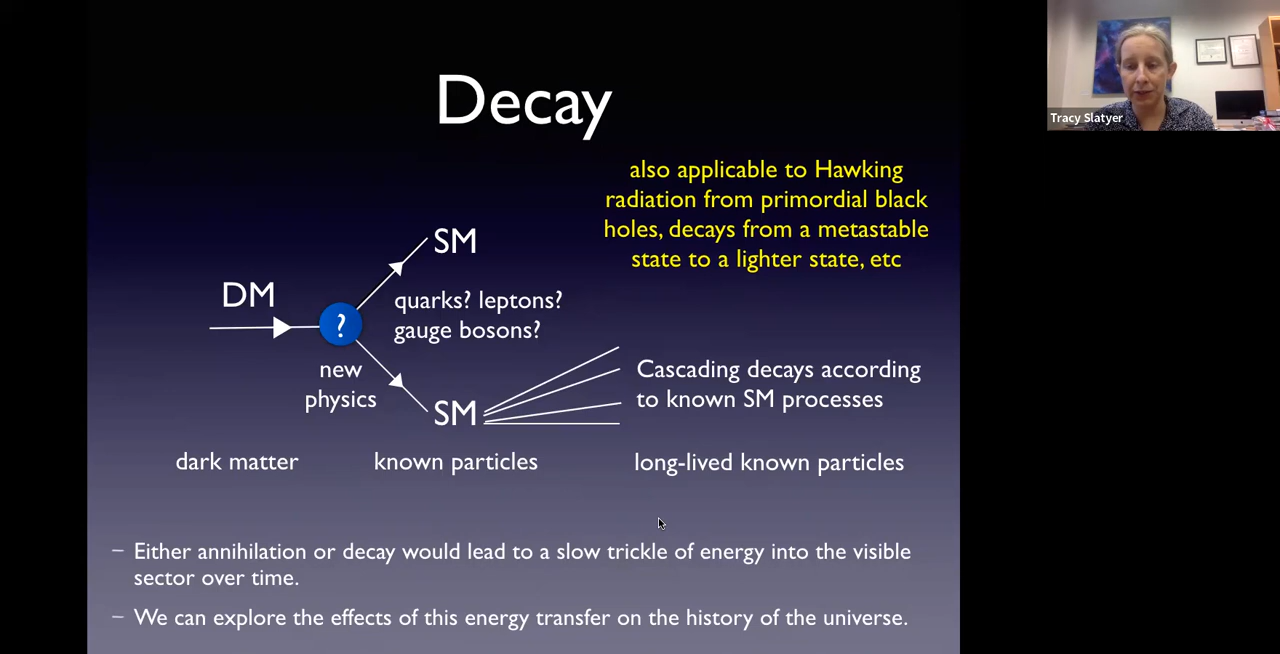 Decay
Tracy Slatyer
also applicable to Hawking
radiation from primordial black
holes, decays from a metastable
state to a lighter state, etc
SM
DM
quarks? leptons?
gauge bosons?
?
new
physics
SM
Cascading decays according
to known SM processes
dark matter
known particles
long-lived known particles
– Either annihilation or decay would lead to a slow trickle of energy into the visible
sector over time.
– We can explore the effects of this energy transfer on the history of the universe.